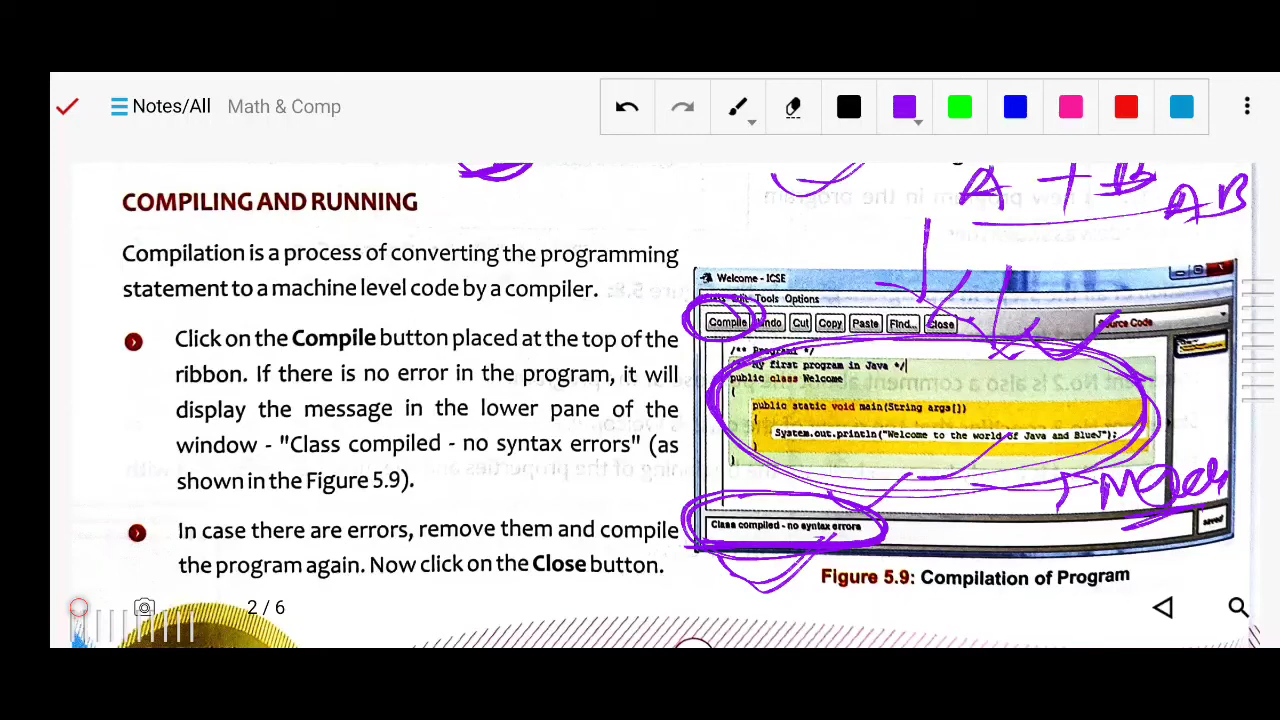 Notes/All Math & Comp
A + B
AB
COMPILING AND RUNNING
Compilation is a process of converting the programming
statement to a machine level code by a compiler.
Click on the Compile button placed at the top of the
ribbon. If there is no error in the program, it will
display the message in the lower pane of the
window - "Class compiled - no syntax errors" (as
shown in the Figure 5.9).
In case there are errors, remove them and compile
the program again. Now click on the Close button.
Welcome - ICSE
Edit Tools Options
Compile Undo Cut Copy Paste Find... Close Source Code
/** Program */
My first program in Java */
public class Welcome
{
public static void main(String args[])
{
System.out.println("Welcome to the world of Java and BlueJ");
}
}
Class compiled - no syntax errors
saved
Figure 5.9: Compilation of Program
2 / 6